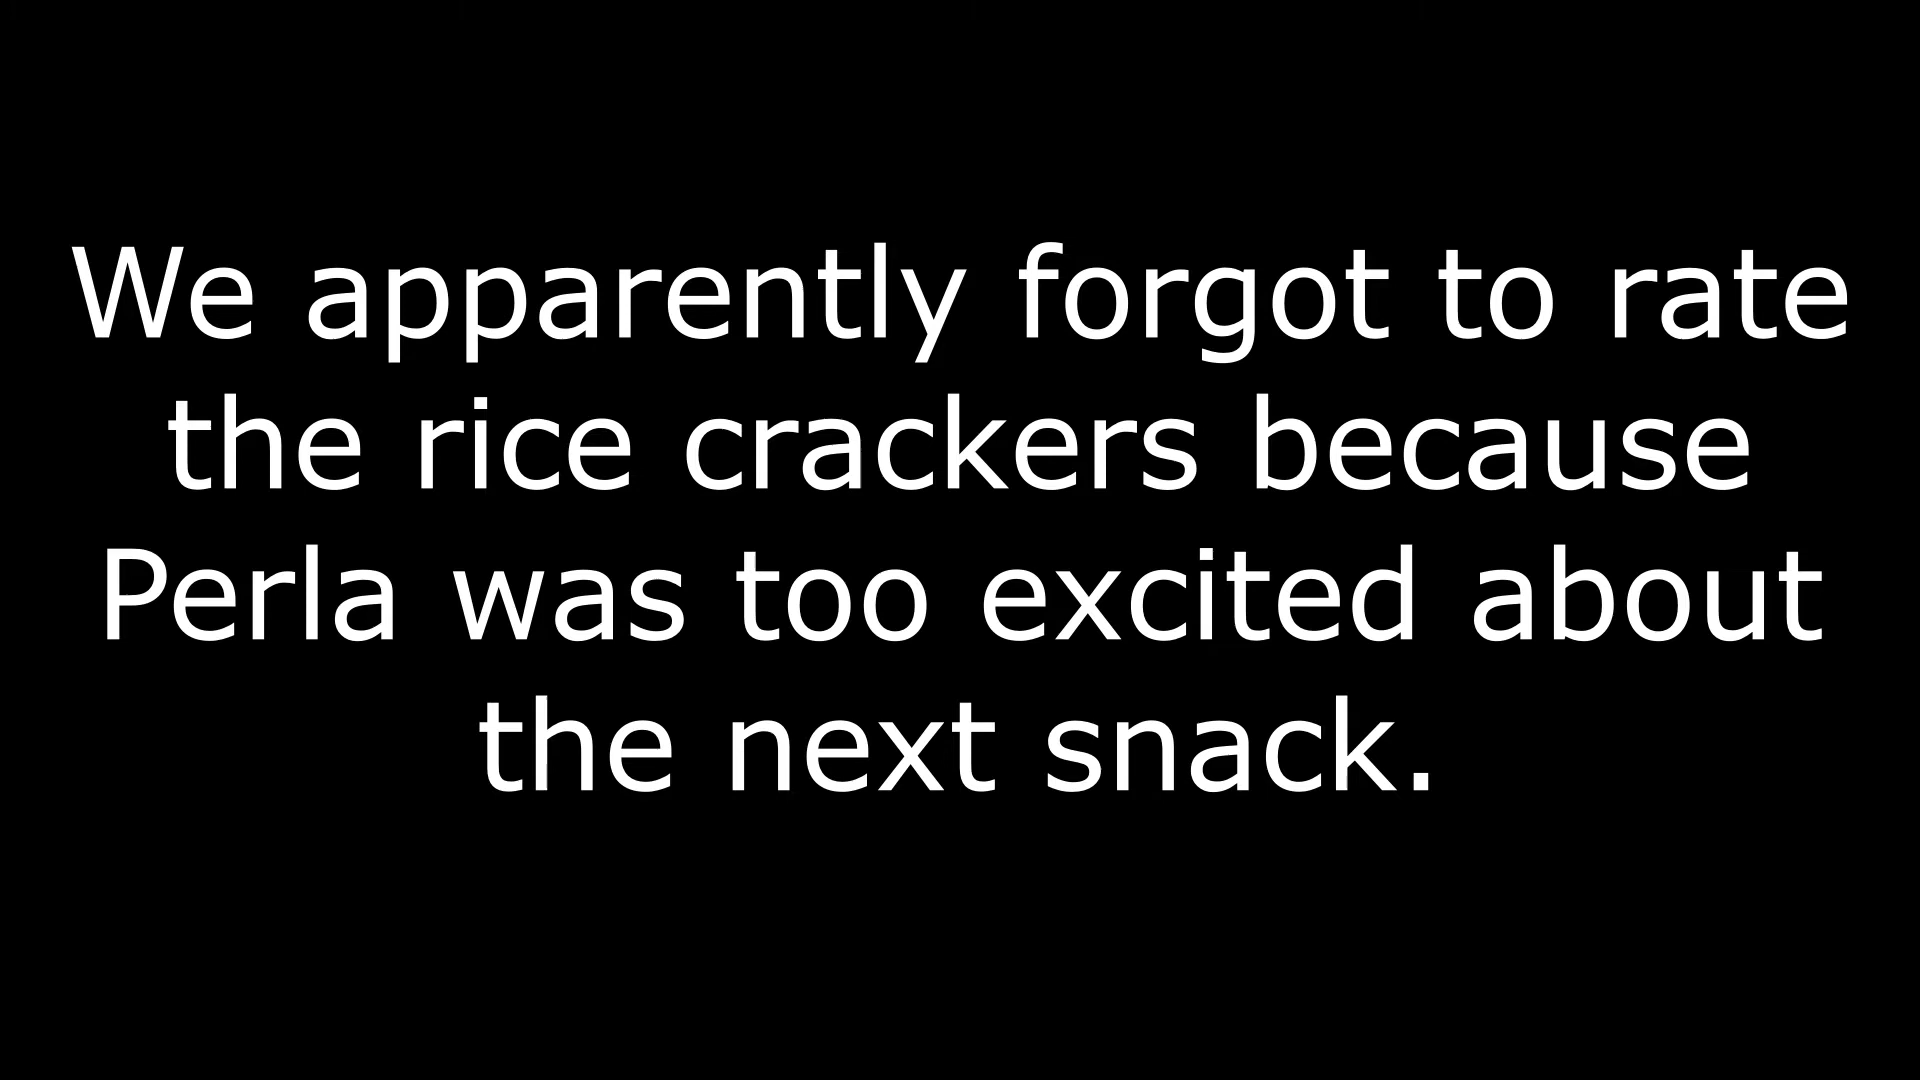 We apparently forgot to rate
the rice crackers because
Perla was too excited about
the next snack.